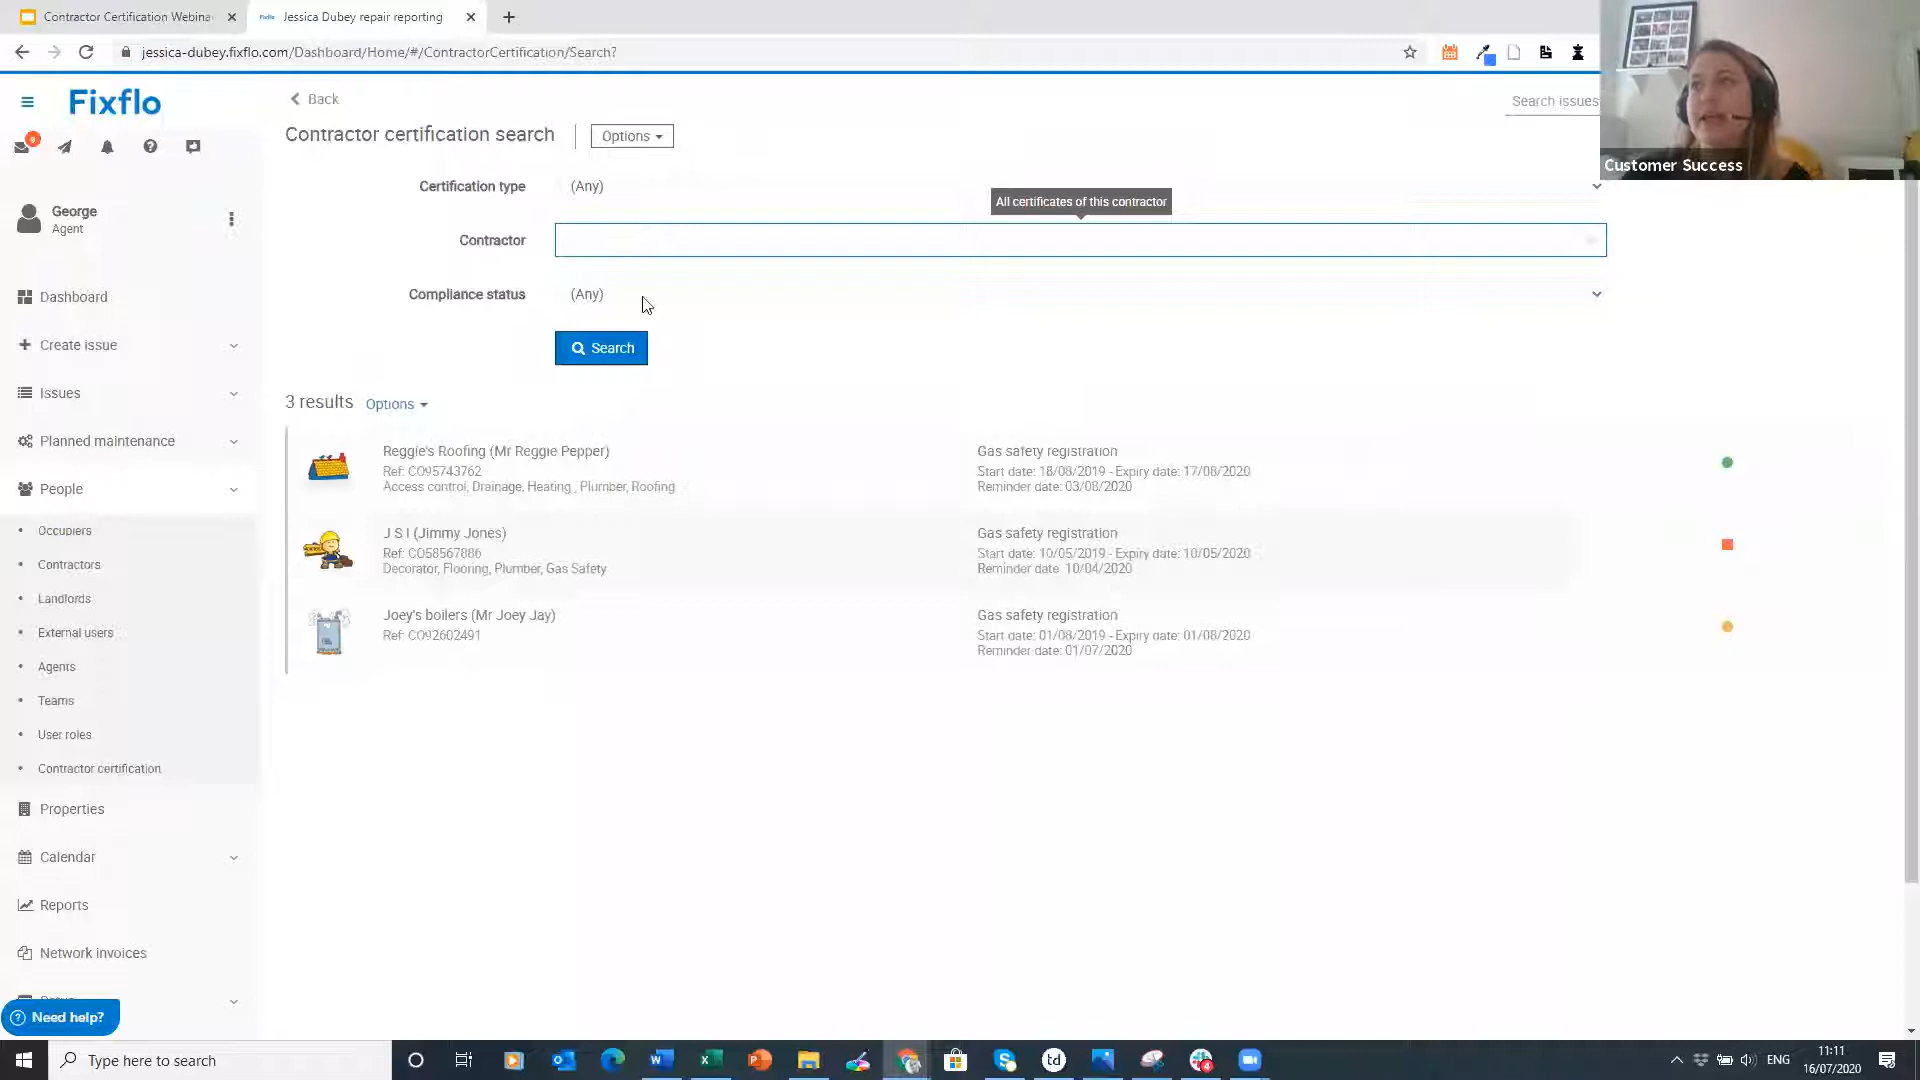 Contractor Certification Webina
Fixflo Jessica Dubey repair reporting
jessica-dubey.fixflo.com/Dashboard/Home/#/ContractorCertification/Search?
Fixflo
9
George
Agent
Dashboard
Create issue
Issues
Planned maintenance
People
Occupiers
Contractors
Landlords
External users
Agents
Teams
User roles
Contractor certification
Properties
Calendar
Reports
Network invoices
Need help?
Back
Search issues
Contractor certification search
Options
Certification type (Any)
All certificates of this contractor
Contractor
Compliance status (Any)
Search
3 results Options
Reggie's Roofing (Mr Reggie Pepper)
Ref: CO95743762
Access control, Drainage, Heating , Plumber, Roofing
Gas safety registration
Start date: 18/08/2019 - Expiry date: 17/08/2020
Reminder date: 03/08/2020
J S I (Jimmy Jones)
Ref: CO58567886
Decorator, Flooring, Plumber, Gas Safety
Gas safety registration
Start date: 10/05/2019 - Expiry date: 10/05/2020
Reminder date 10/04/2020
Joey's boilers (Mr Joey Jay)
Ref: CO92602491
Gas safety registration
Start date: 01/08/2019 - Expiry date: 01/08/2020
Reminder date: 01/07/2020
Customer Success
Type here to search
td
4
ENG
11:11
16/07/2020